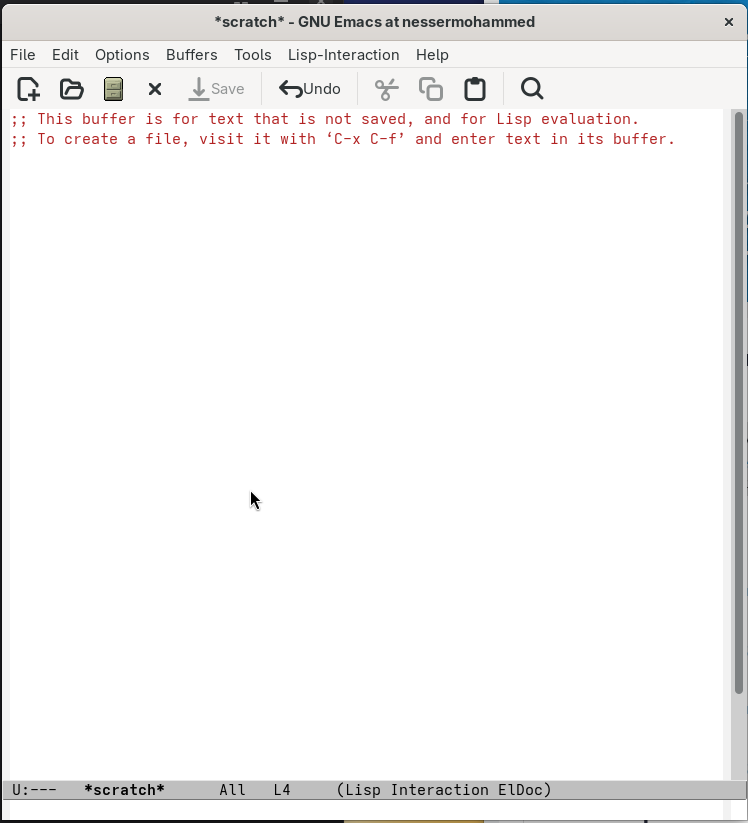 *scratch* - GNU Emacs at nessermohammed
File Edit Options Buffers Tools Lisp-Interaction Help
Save Undo
;; This buffer is for text that is not saved, and for Lisp evaluation.
;; To create a file, visit it with ‘C-x C-f’ and enter text in its buffer.
U:--- *scratch* All L4 (Lisp Interaction ElDoc)